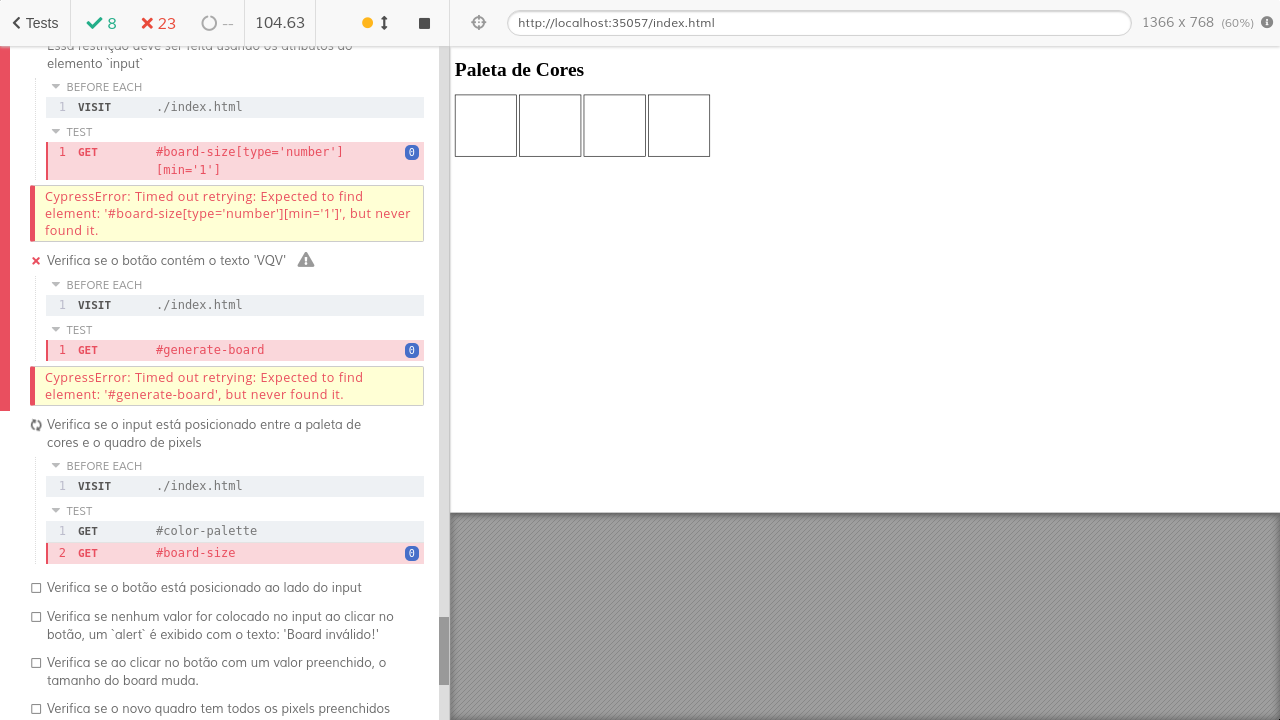 Tests
8
23
--
104.63
http://localhost:35057/index.html
1366 x 768 (60%)
Essa restrição deve ser feita usando os atributos do
elemento `input`
BEFORE EACH
1 VISIT ./index.html
TEST
1 GET #board-size[type='number'] 0
[min='1']
CypressError: Timed out retrying: Expected to find
element: '#board-size[type='number'][min='1']', but never
found it.
Verifica se o botão contém o texto 'VQV'
BEFORE EACH
1 VISIT ./index.html
TEST
1 GET #generate-board 0
CypressError: Timed out retrying: Expected to find
element: '#generate-board', but never found it.
Verifica se o input está posicionado entre a paleta de
cores e o quadro de pixels
BEFORE EACH
1 VISIT ./index.html
TEST
1 GET #color-palette
2 GET #board-size 0
Verifica se o botão está posicionado ao lado do input
Verifica se nenhum valor for colocado no input ao clicar no
botão, um `alert` é exibido com o texto: 'Board inválido!'
Verifica se ao clicar no botão com um valor preenchido, o
tamanho do board muda.
Verifica se o novo quadro tem todos os pixels preenchidos
Paleta de Cores